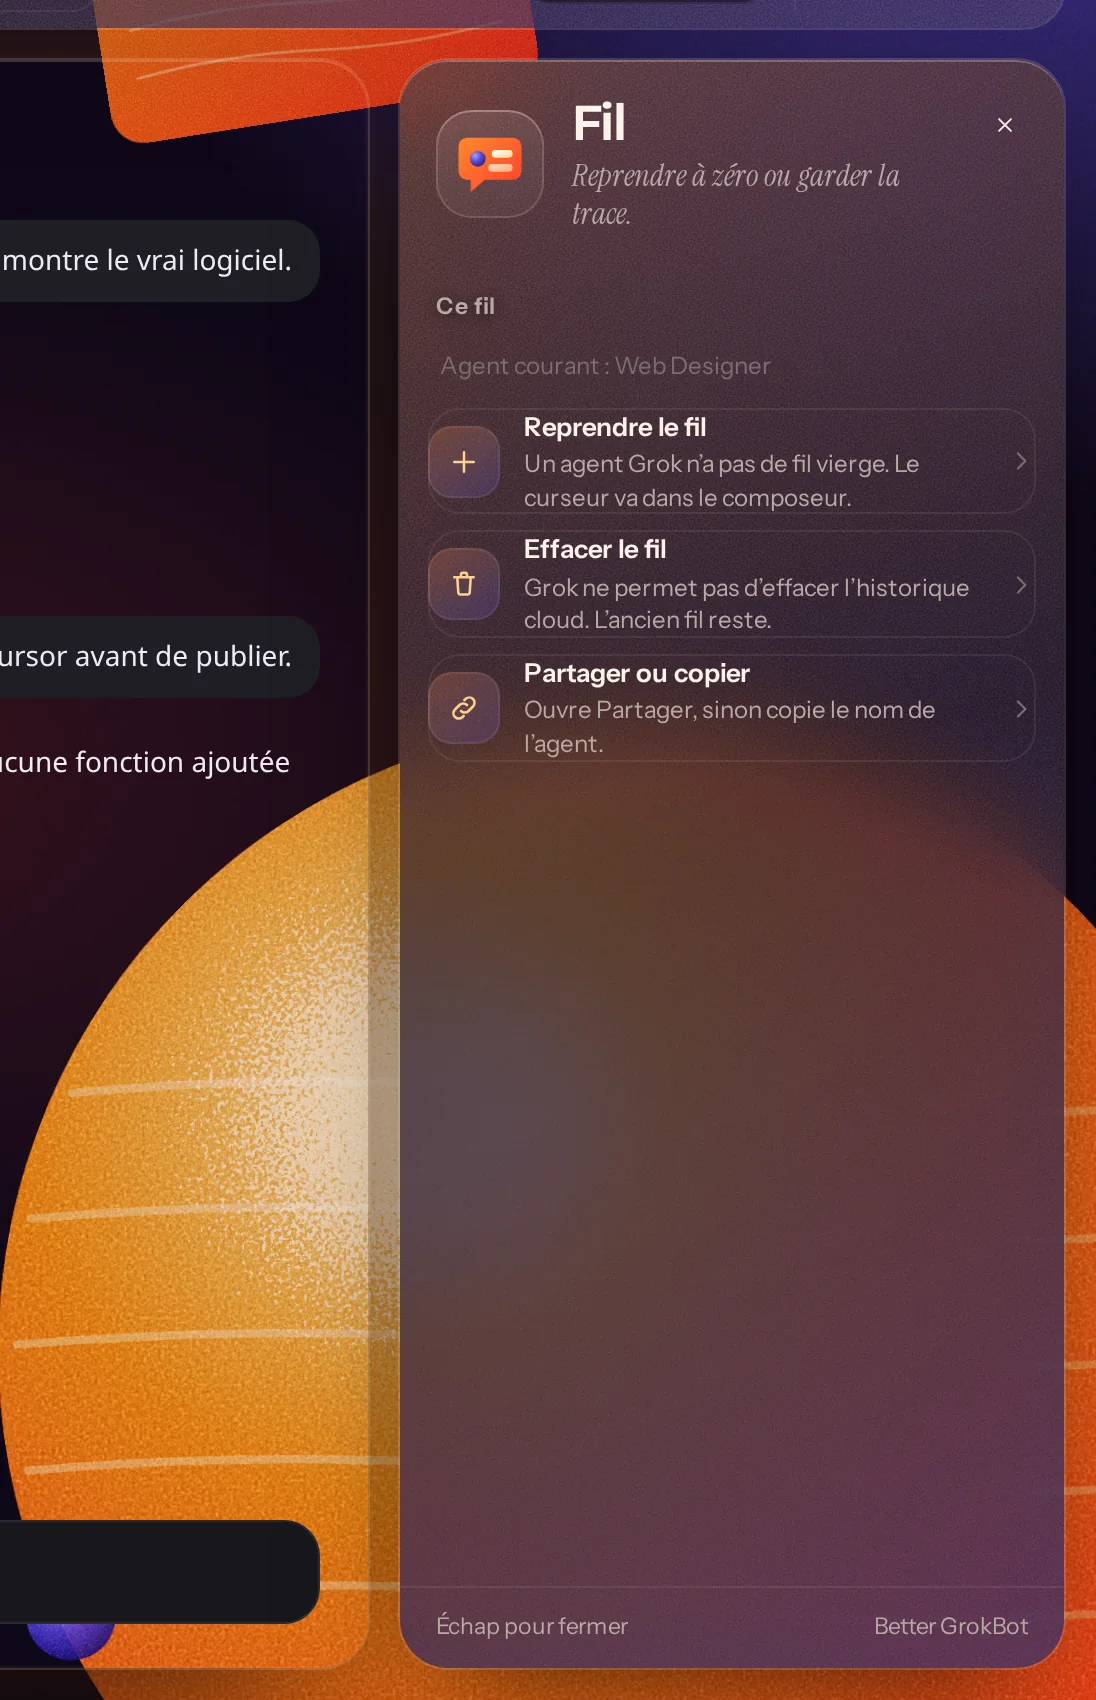 montre le vrai logiciel.
ursor avant de publier.
ucune fonction ajoutée
Fil
Reprendre à zéro ou garder la
trace.
Ce fil
Agent courant : Web Designer
Reprendre le fil
Un agent Grok n’a pas de fil vierge. Le
curseur va dans le composeur.
Effacer le fil
Grok ne permet pas d’effacer l’historique
cloud. L’ancien fil reste.
Partager ou copier
Ouvre Partager, sinon copie le nom de
l’agent.
Échap pour fermer
Better GrokBot